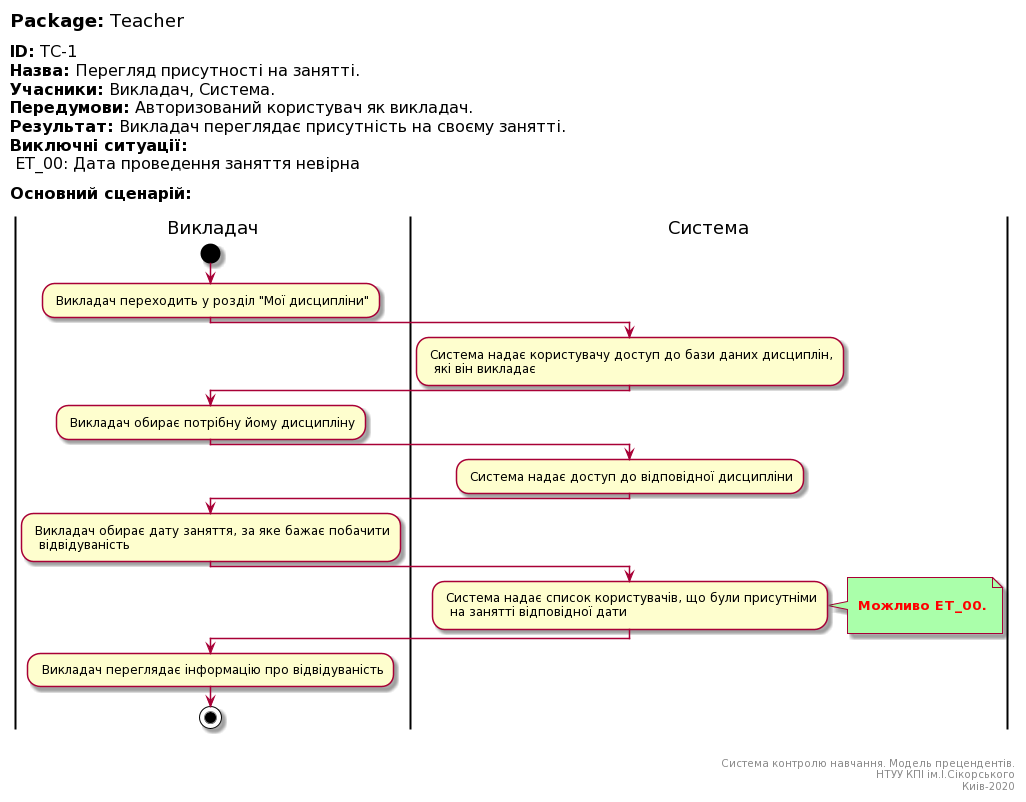 Package: Teacher
ID: TC-1
Назва: Перегляд присутності на занятті.
Учасники: Викладач, Система.
Передумови: Авторизований користувач як викладач.
Результат: Викладач переглядає присутність на своєму занятті.
Виключні ситуації:
ET_00: Дата проведення заняття невірна
Основний сценарій:
Викладач
Система
Викладач переходить у розділ "Мої дисципліни"
Система надає користувачу доступ до бази даних дисциплін,
які він викладає
Викладач обирає потрібну йому дисципліну
Система надає доступ до відповідної дисципліни
Викладач обирає дату заняття, за яке бажає побачити
відвідуваність
Система надає список користувачів, що були присутніми
на занятті відповідної дати
Можливо ET_00.
Викладач переглядає інформацію про відвідуваність
Система контролю навчання. Модель прецендентів.
НТУУ КПІ ім.І.Сікорського
Киів-2020